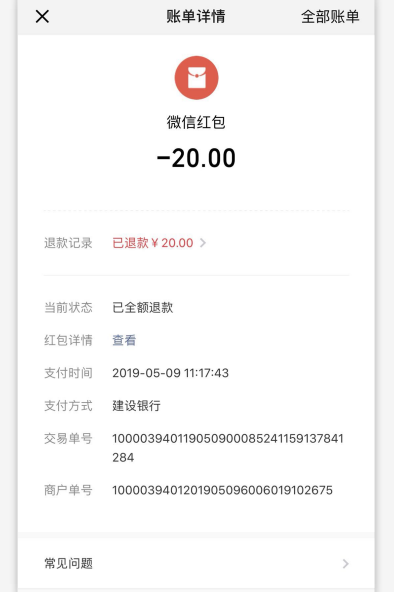 账单详情 全部账单
微信红包
-20.00
退款记录 已退款￥20.00
当前状态 已全额退款
红包详情 查看
支付时间 2019-05-09 11:17:43
支付方式 建设银行
交易单号 1000039401190509000852411591378​41
284
商户单号 1000039401201905096006019102675
常见问题